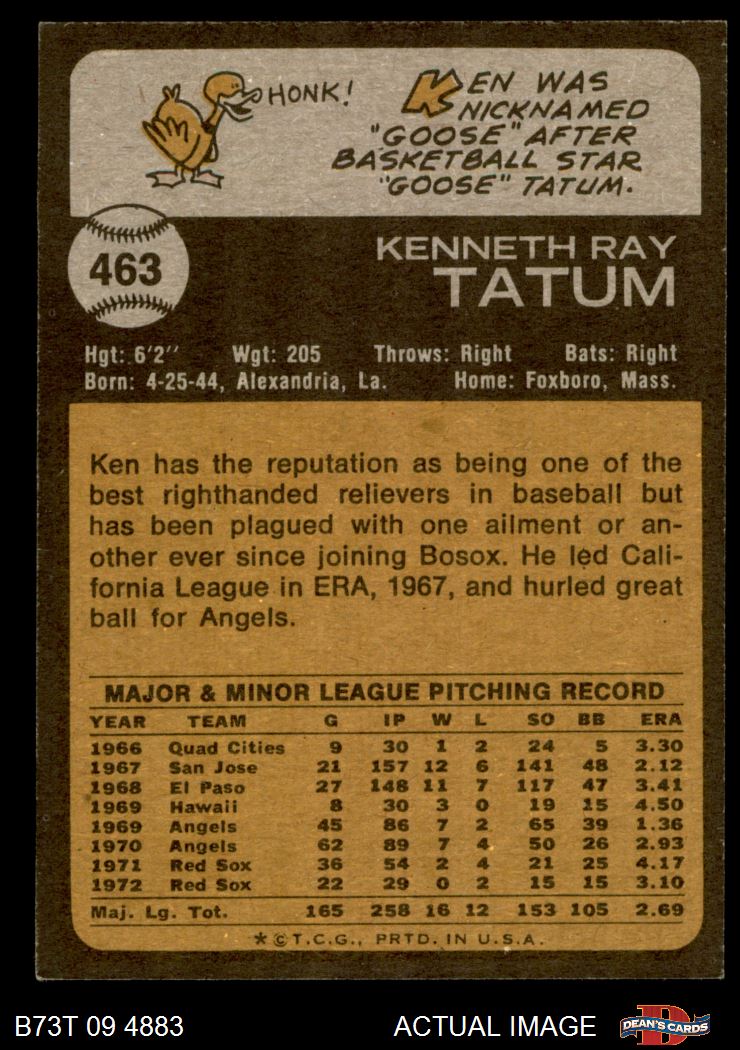 HONK!
KEN WAS
NICKNAMED
"GOOSE" AFTER
BASKETBALL STAR
"GOOSE" TATUM.
463
KENNETH RAY
TATUM
Hgt: 6'2" Wgt: 205 Throws: Right Bats: Right
Born: 4-25-44, Alexandria, La. Home: Foxboro, Mass.
Ken has the reputation as being one of the
best righthanded relievers in baseball but
has been plagued with one ailment or an-
other ever since joining Bosox. He led Cali-
fornia League in ERA, 1967, and hurled great
ball for Angels.
MAJOR & MINOR LEAGUE PITCHING RECORD
YEAR TEAM G IP W L SO BB ERA
1966 Quad Cities 9 30 1 2 24 5 3.30
1967 San Jose 21 157 12 6 141 48 2.12
1968 El Paso 27 148 11 7 117 47 3.41
1969 Hawaii 8 30 3 0 19 15 4.50
1969 Angels 45 86 7 2 65 39 1.36
1970 Angels 62 89 7 4 50 26 2.93
1971 Red Sox 36 54 2 4 21 25 4.17
1972 Red Sox 22 29 0 2 15 15 3.10
Maj. Lg. Tot. 165 258 16 12 153 105 2.69
*©T.C.G., PRTD. IN U.S.A.
B73T 09 4883 ACTUAL IMAGE
D
DEAN'S CARDS